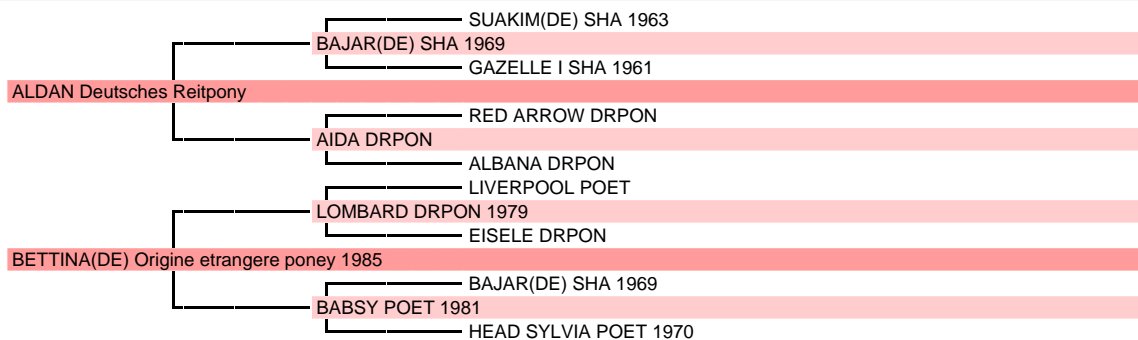 SUAKIM(DE) SHA 1963
BAJAR(DE) SHA 1969
GAZELLE I SHA 1961
ALDAN Deutsches Reitpony
RED ARROW DRPON
AIDA DRPON
ALBANA DRPON
LIVERPOOL POET
LOMBARD DRPON 1979
EISELE DRPON
BETTINA(DE) Origine etrangere poney 1985
BAJAR(DE) SHA 1969
BABSY POET 1981
HEAD SYLVIA POET 1970